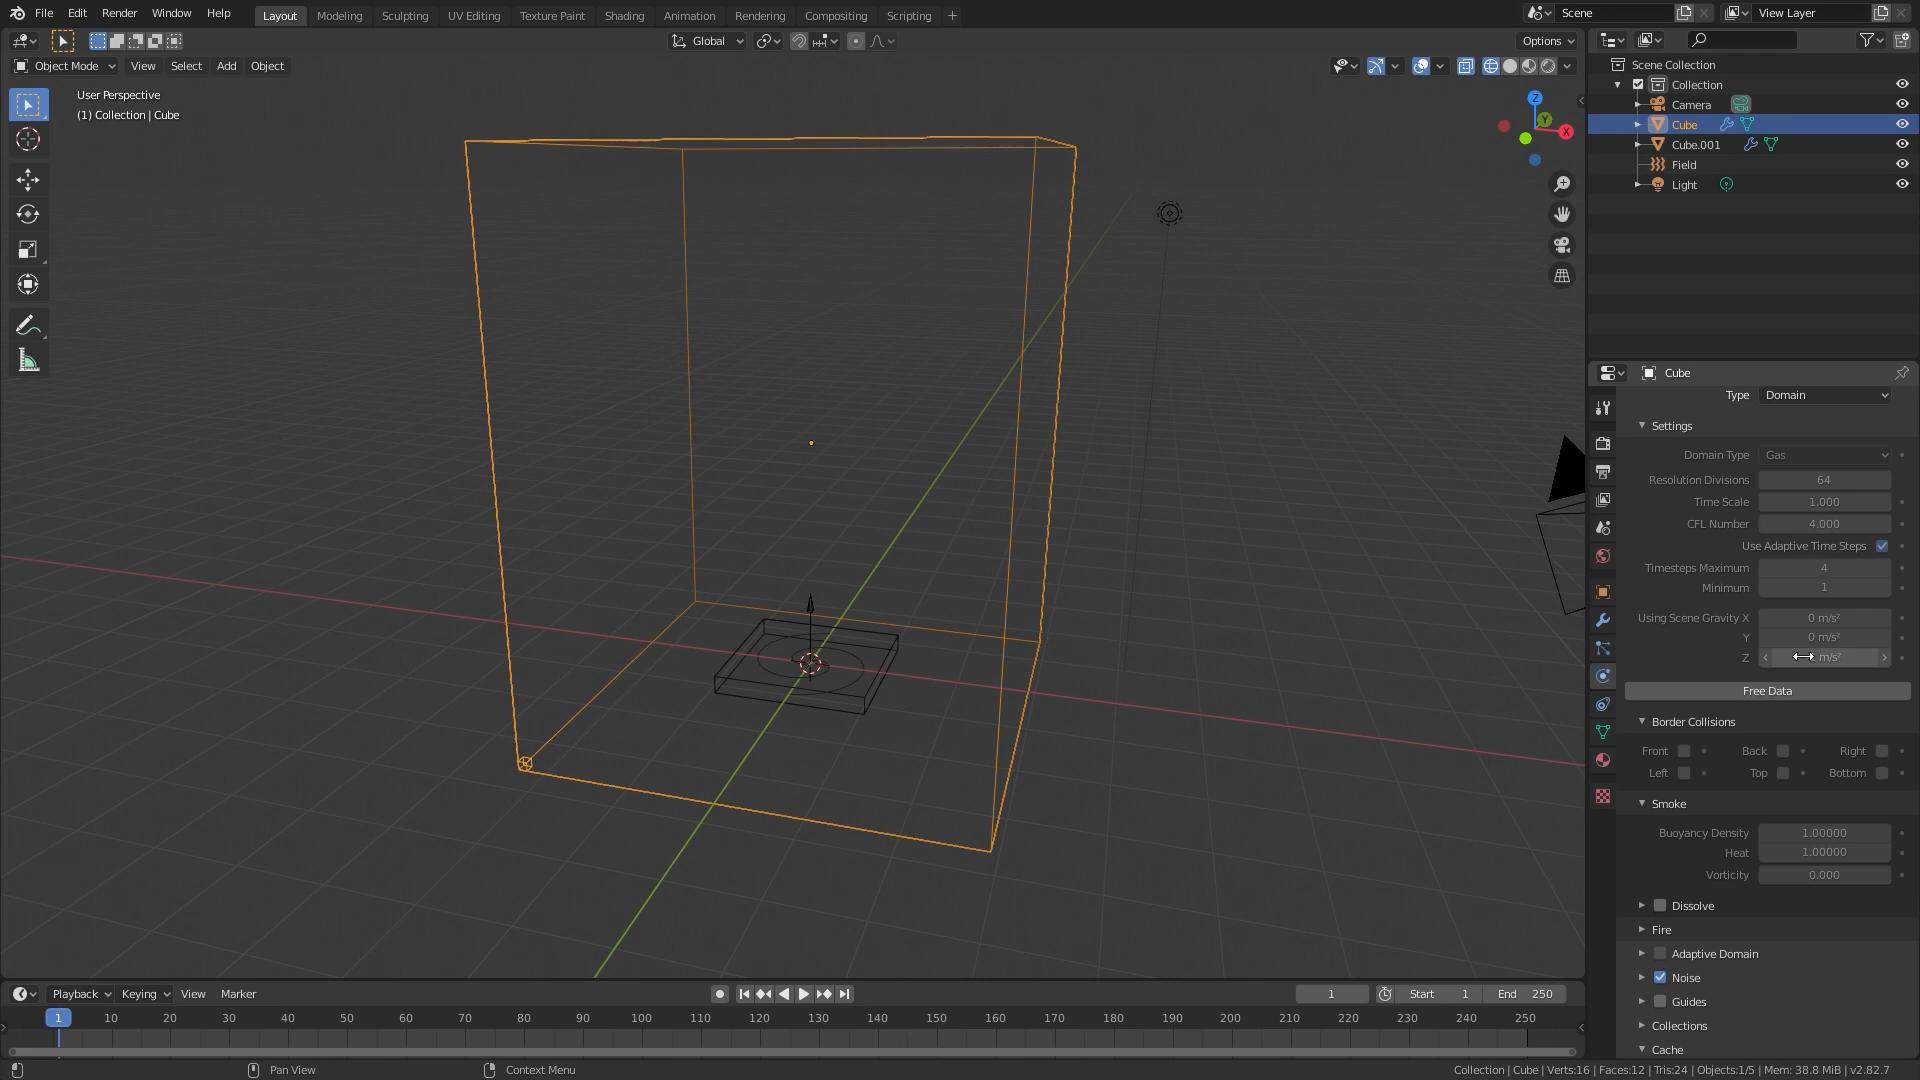 File Edit Render Window Help Layout Modeling Sculpting UV Editing Texture Paint Shading Animation Rendering Compositing Scripting + Scene View Layer
Global Options
Object Mode View Select Add Object
User Perspective
(1) Collection | Cube
Z
Y
X
Scene Collection
Collection
Camera
Cube
Cube.001
Field
Light
Cube
Type Domain
Settings
Domain Type Gas
Resolution Divisions 64
Time Scale 1.000
CFL Number 4.000
Use Adaptive Time Steps
Timesteps Maximum 4
Minimum 1
Using Scene Gravity X 0 m/s²
Y 0 m/s²
Z m/s²
Free Data
Border Collisions
Front Back Right
Left Top Bottom
Smoke
Buoyancy Density 1.00000
Heat 1.00000
Vorticity 0.000
Dissolve
Fire
Adaptive Domain
Noise
Guides
Collections
Cache
Playback Keying View Marker 1 Start 1 End 250
1 10 20 30 40 50 60 70 80 90 100 110 120 130 140 150 160 170 180 190 200 210 220 230 240 250
Pan View Context Menu Collection | Cube | Verts:16 | Faces:12 | Tris:24 | Objects:1/5 | Mem: 38.8 MiB | v2.82.7